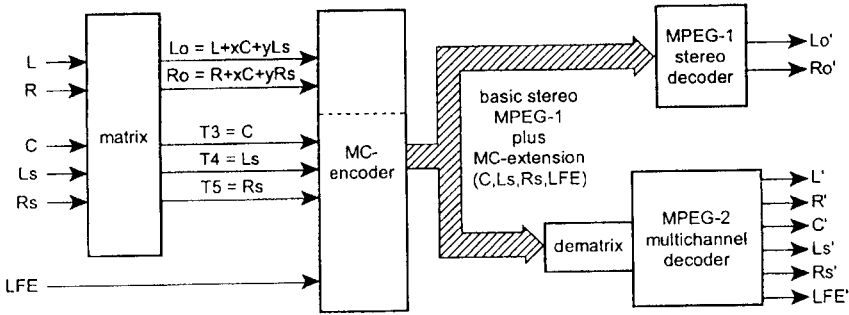 L
R
C
Ls
Rs
LFE
matrix
Lo = L+xC+yLs
Ro = R+xC+yRs
T3 = C
T4 = Ls
T5 = Rs
MC-
encoder
basic stereo
MPEG-1
plus
MC-extension
(C,Ls,Rs,LFE)
MPEG-1
stereo
decoder
Lo'
Ro'
dematrix
MPEG-2
multichannel
decoder
L'
R'
C'
Ls'
Rs'
LFE'